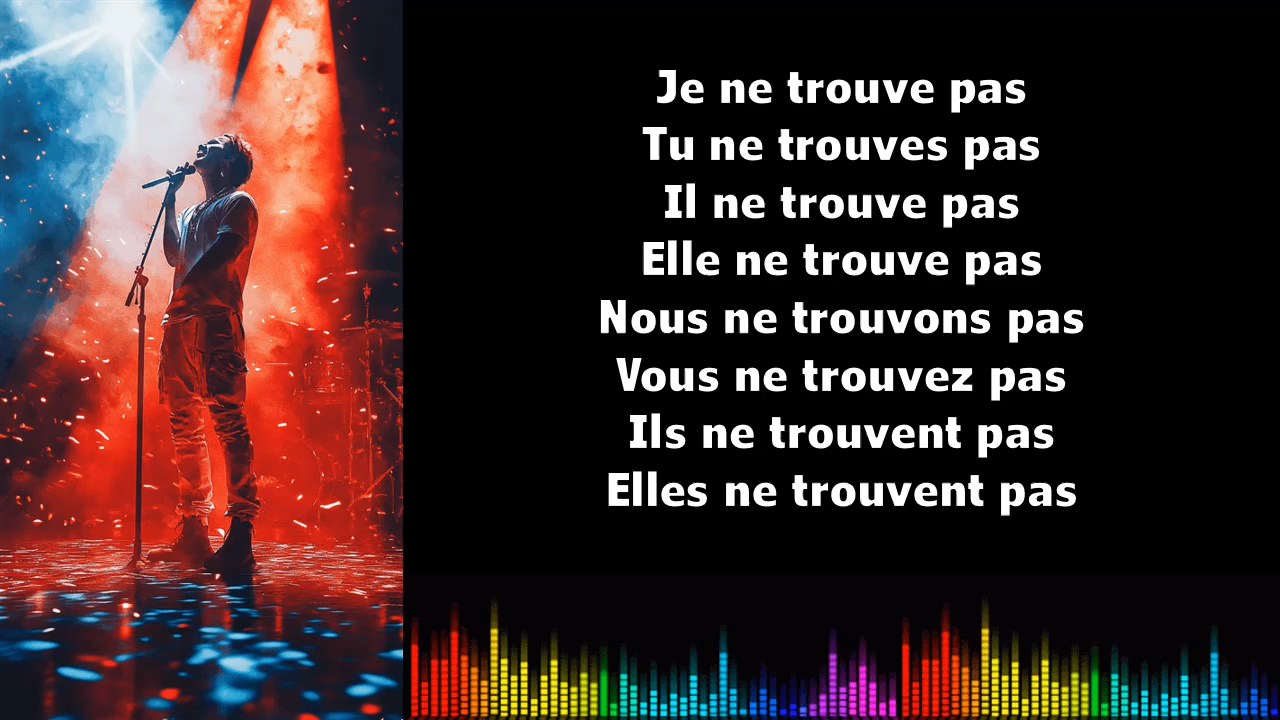 Je ne trouve pas
Tu ne trouves pas
Il ne trouve pas
Elle ne trouve pas
Nous ne trouvons pas
Vous ne trouvez pas
Ils ne trouvent pas
Elles ne trouvent pas